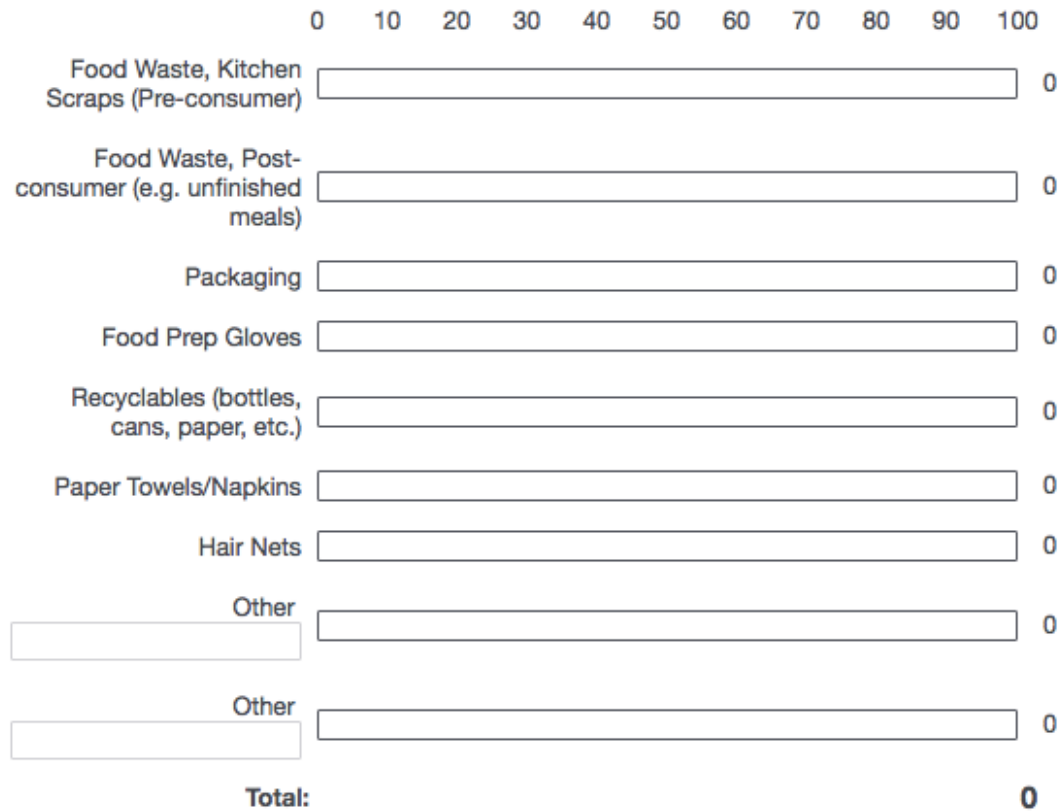 0 10 20 30 40 50 60 70 80 90 100
Food Waste, Kitchen
Scraps (Pre-consumer) 0
Food Waste, Post-
consumer (e.g. unfinished 0
meals)
Packaging 0
Food Prep Gloves 0
Recyclables (bottles,
cans, paper, etc.) 0
Paper Towels/Napkins 0
Hair Nets 0
Other
0
Other
0
Total: 0